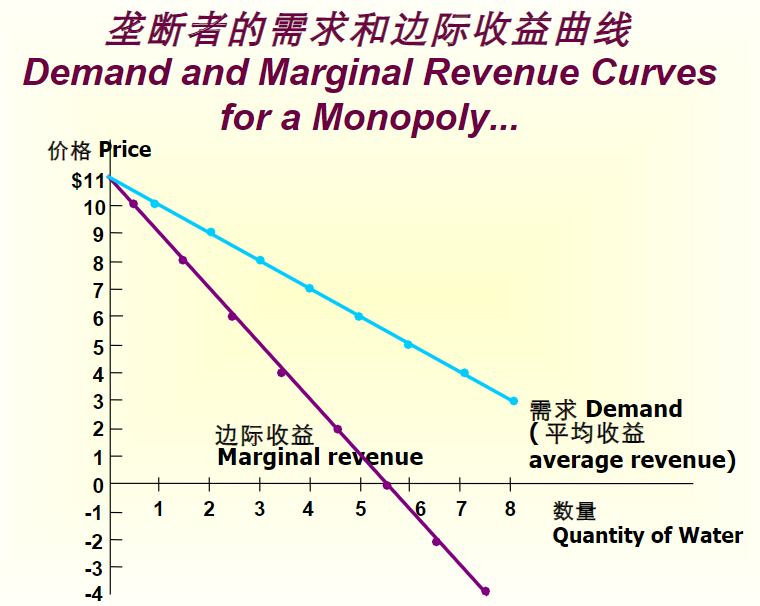 垄断者的需求和边际收益曲线
Demand and Marginal Revenue Curves
for a Monopoly...
价格 Price
$11
10
9
8
7
6
5
4
3
2
1
0
-1
-2
-3
-4
1 2 3 4 5 6 7 8
边际收益
Marginal revenue
需求 Demand
( 平均收益
average revenue)
数量
Quantity of Water